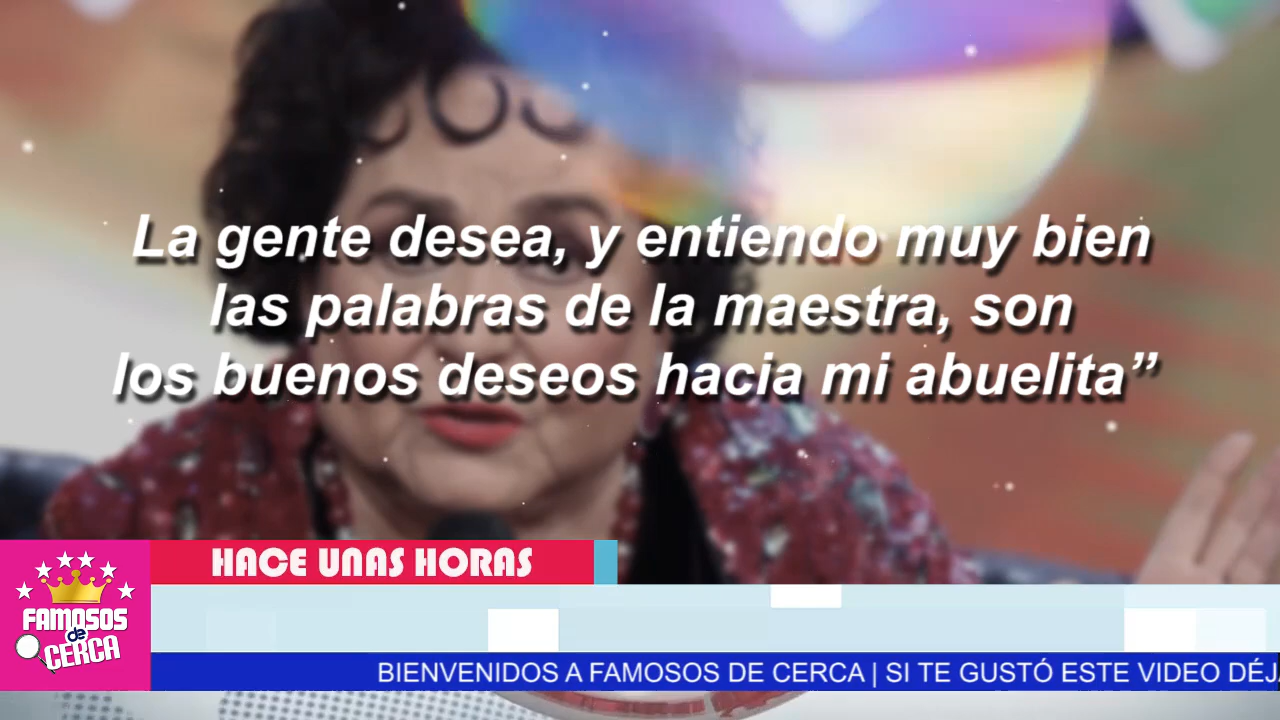 La gente desea, y entiendo muy bien
las palabras de la maestra, son
los buenos deseos hacia mi abuelita”
HACE UNAS HORAS
FAMOSOS
de
CERCA
BIENVENIDOS A FAMOSOS DE CERCA | SI TE GUSTÓ ESTE VIDEO DÉJA